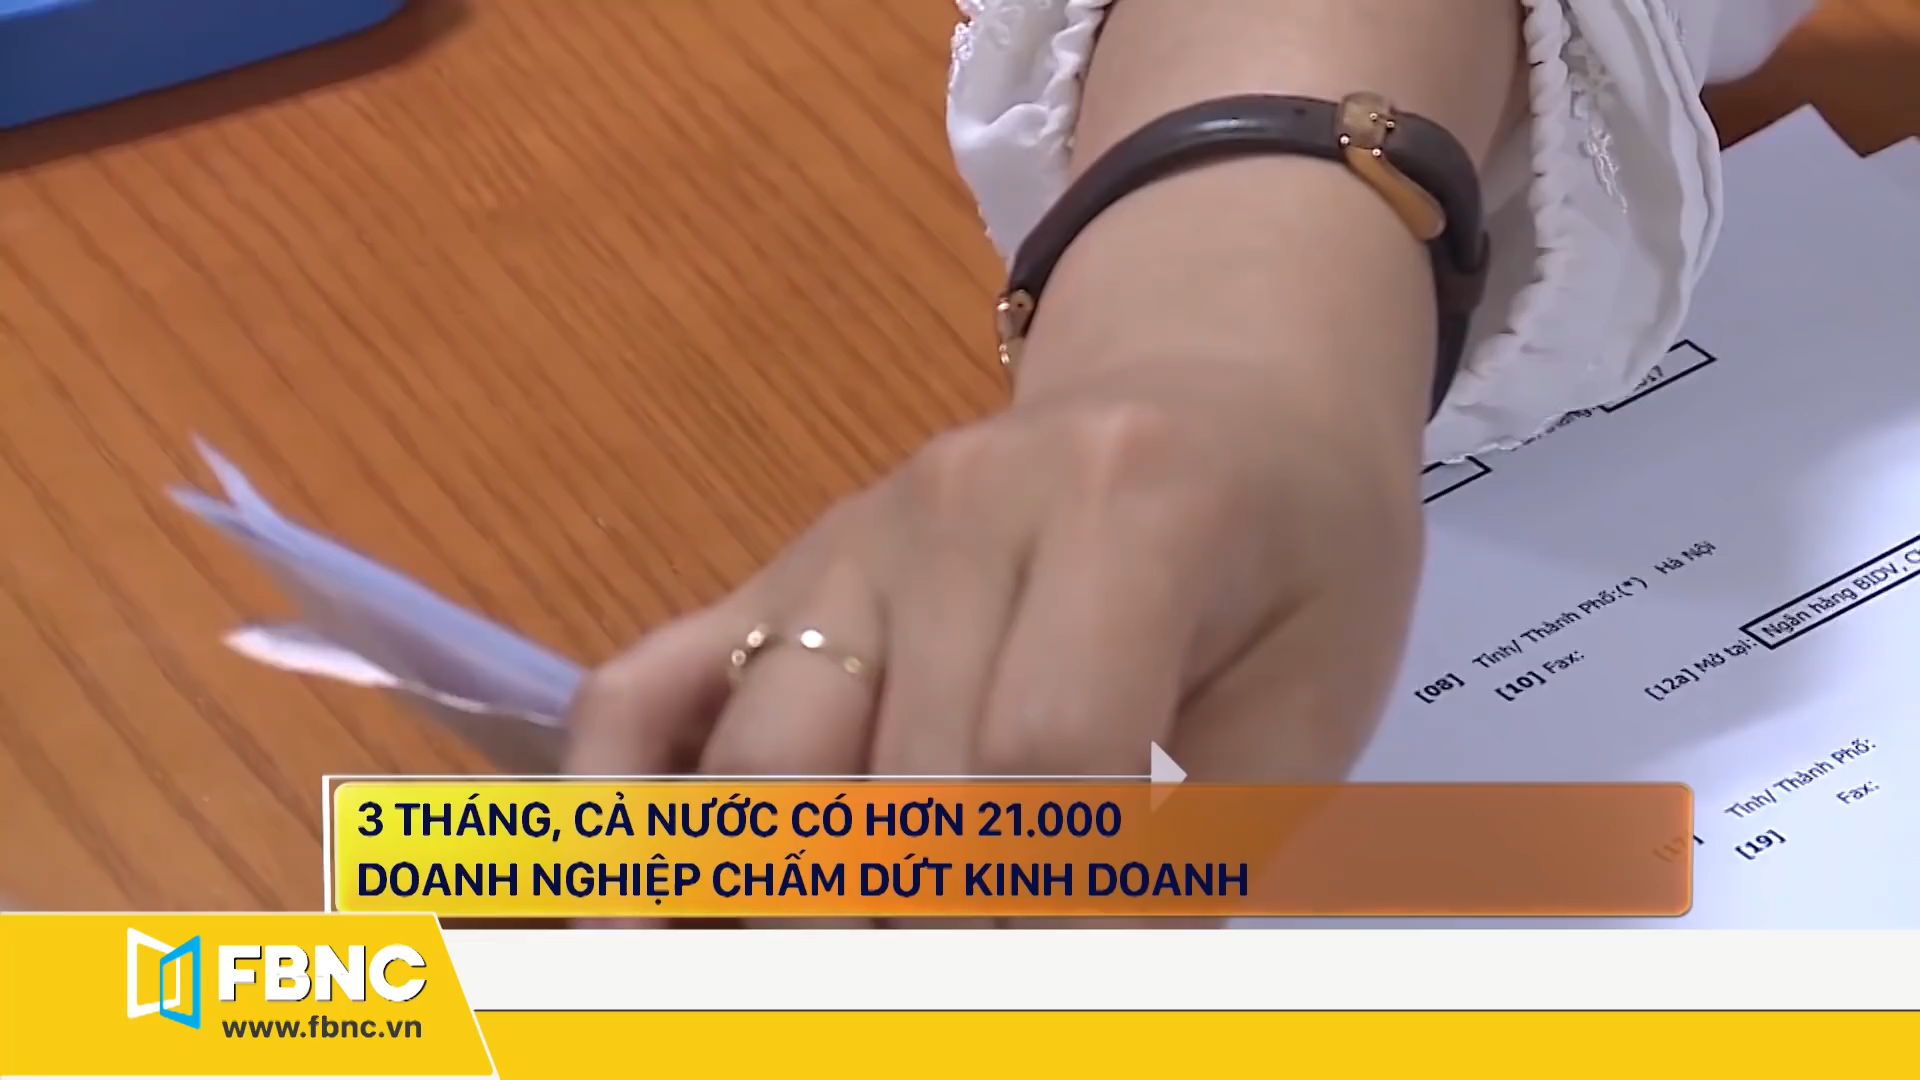 2017
[08] Tỉnh/ Thành Phố:(*) Hà Nội
[10] Fax:
[12a] Mở tại: Ngân hàng BIDV,
Tỉnh/ Thành Phố:
[19] Fax:
3 THÁNG, CẢ NƯỚC CÓ HƠN 21.000
DOANH NGHIỆP CHẤM DỨT KINH DOANH
FBNC
www.fbnc.vn